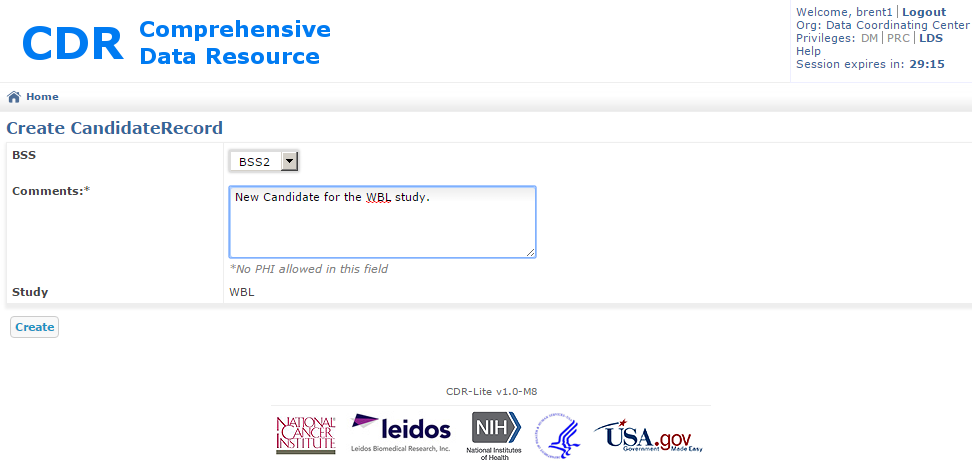 CDR Comprehensive
Data Resource
Welcome, brent1 | Logout
Org: Data Coordinating Center
Privileges: DM | PRC | LDS
Help
Session expires in: 29:15
Home
Create CandidateRecord
BSS
BSS2
Comments:*
New Candidate for the WBL study.
*No PHI allowed in this field
Study
WBL
Create
CDR-Lite v1.0-M8
NATIONAL
CANCER
INSTITUTE
leidos
Leidos Biomedical Research, Inc.
NIH
National Institutes
of Health
USA.gov
Government Made Easy